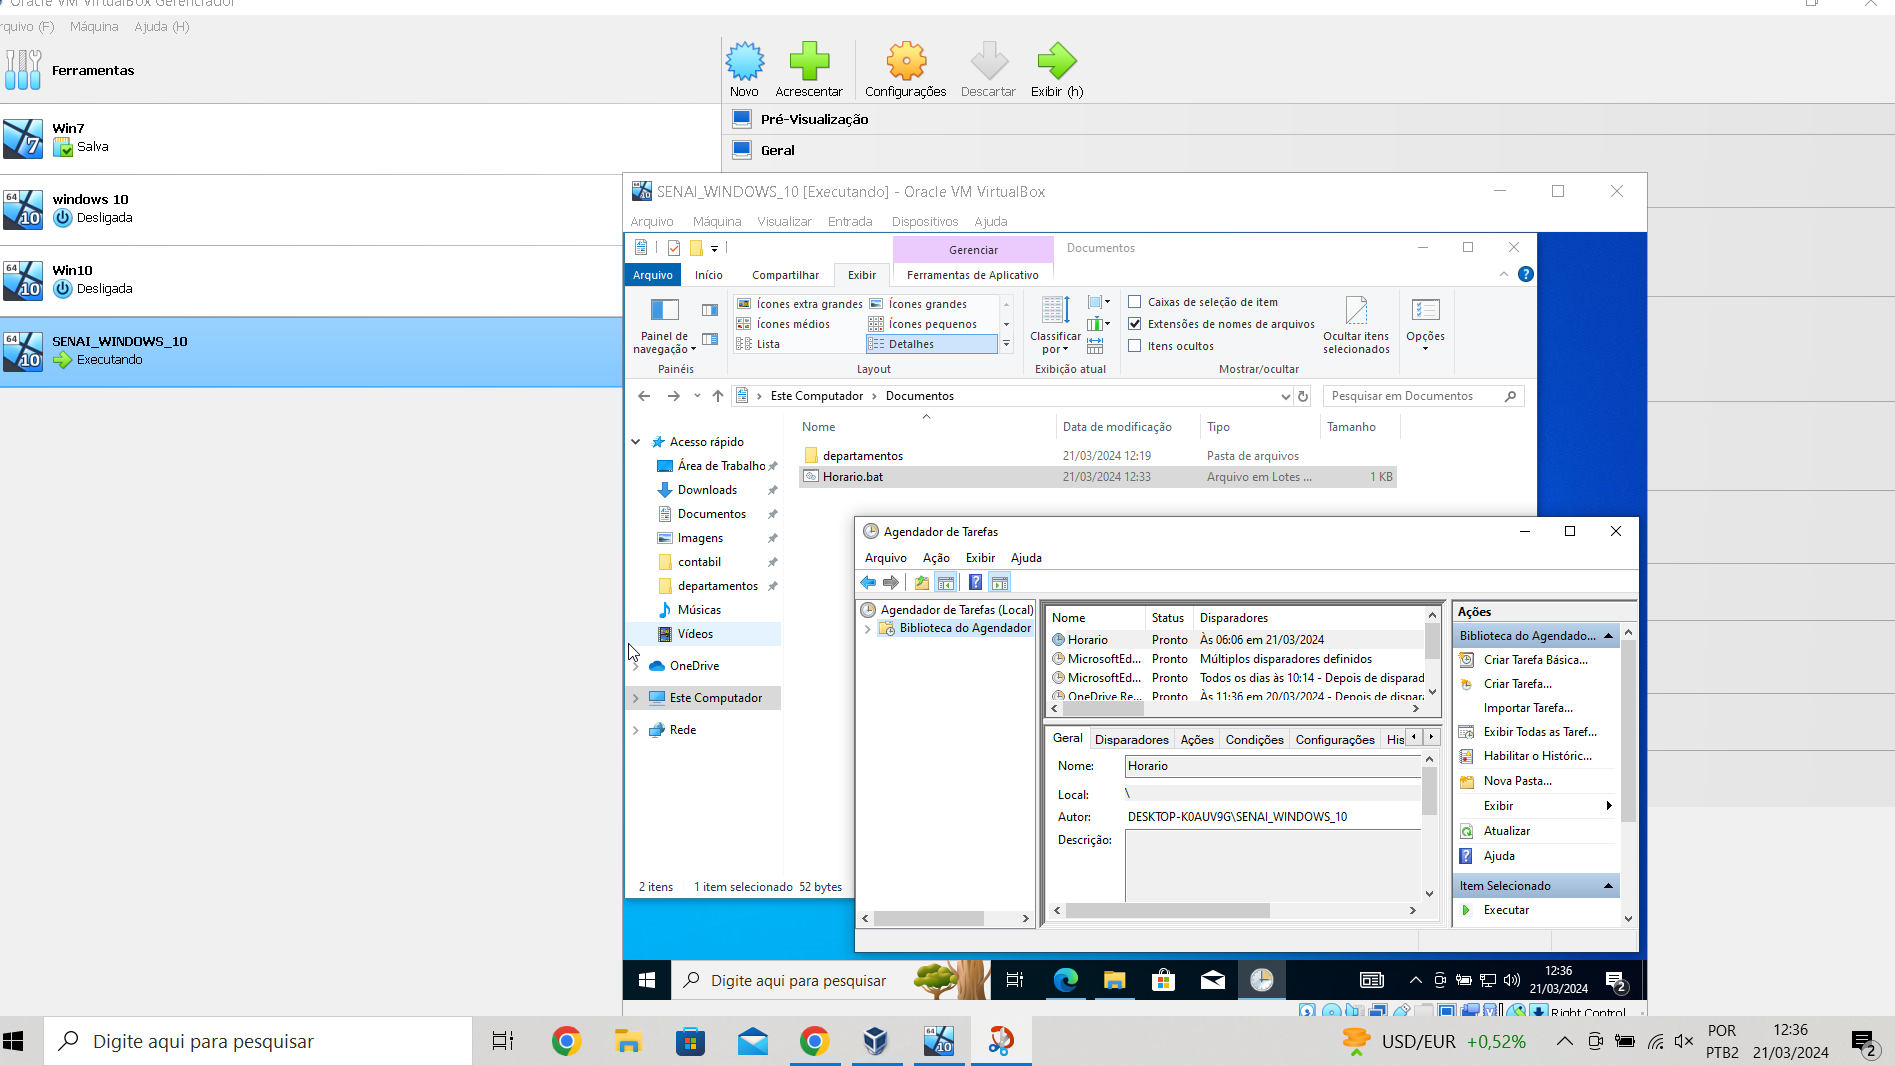 Oracle VM VirtualBox Gerenciador
rquivo (F) Máquina Ajuda (H)
Ferramentas
Novo Acrescentar Configurações Descartar Exibir (h)
Win7
Salva
windows 10
Desligada
Win10
Desligada
SENAI_WINDOWS_10
Executando
Pré-Visualização
Geral
SENAI_WINDOWS_10 [Executando] - Oracle VM VirtualBox
Arquivo Máquina Visualizar Entrada Dispositivos Ajuda
Gerenciar Documentos
Arquivo Início Compartilhar Exibir Ferramentas de Aplicativo
Painel de
navegação
Painéis
Ícones extra grandes Ícones grandes
Ícones médios Ícones pequenos
Lista Detalhes
Layout
Classificar
por
Exibição atual
Caixas de seleção de item
Extensões de nomes de arquivos
Itens ocultos
Ocultar itens
selecionados
Mostrar/ocultar
Opções
Este Computador > Documentos
Pesquisar em Documentos
Nome Data de modificação Tipo Tamanho
departamentos 21/03/2024 12:19 Pasta de arquivos
Horario.bat 21/03/2024 12:33 Arquivo em Lotes ... 1 KB
Acesso rápido
Área de Trabalho
Downloads
Documentos
Imagens
contabil
departamentos
Músicas
Vídeos
OneDrive
Este Computador
Rede
2 itens 1 item selecionado 52 bytes
Agendador de Tarefas
Arquivo Ação Exibir Ajuda
Agendador de Tarefas (Local)
Biblioteca do Agendador
Nome Status Disparadores
Horario Pronto Às 06:06 em 21/03/2024
MicrosoftEd... Pronto Múltiplos disparadores definidos
MicrosoftEd... Pronto Todos os dias às 10:14 - Depois de disparad
OneDrive Re... Pronto Às 11:36 em 20/03/2024 - Depois de dispar
Geral Disparadores Ações Condições Configurações His
Nome: Horario
Local: \
Autor: DESKTOP-K0AUV9G\SENAI_WINDOWS_10
Descrição:
Ações
Biblioteca do Agendado...
Criar Tarefa Básica...
Criar Tarefa...
Importar Tarefa...
Exibir Todas as Taref...
Habilitar o Históric...
Nova Pasta...
Exibir
Atualizar
Ajuda
Item Selecionado
Executar
Digite aqui para pesquisar
12:36
21/03/2024
2
Right Control
Digite aqui para pesquisar
USD/EUR +0,52%
POR
PTB2
12:36
21/03/2024
2